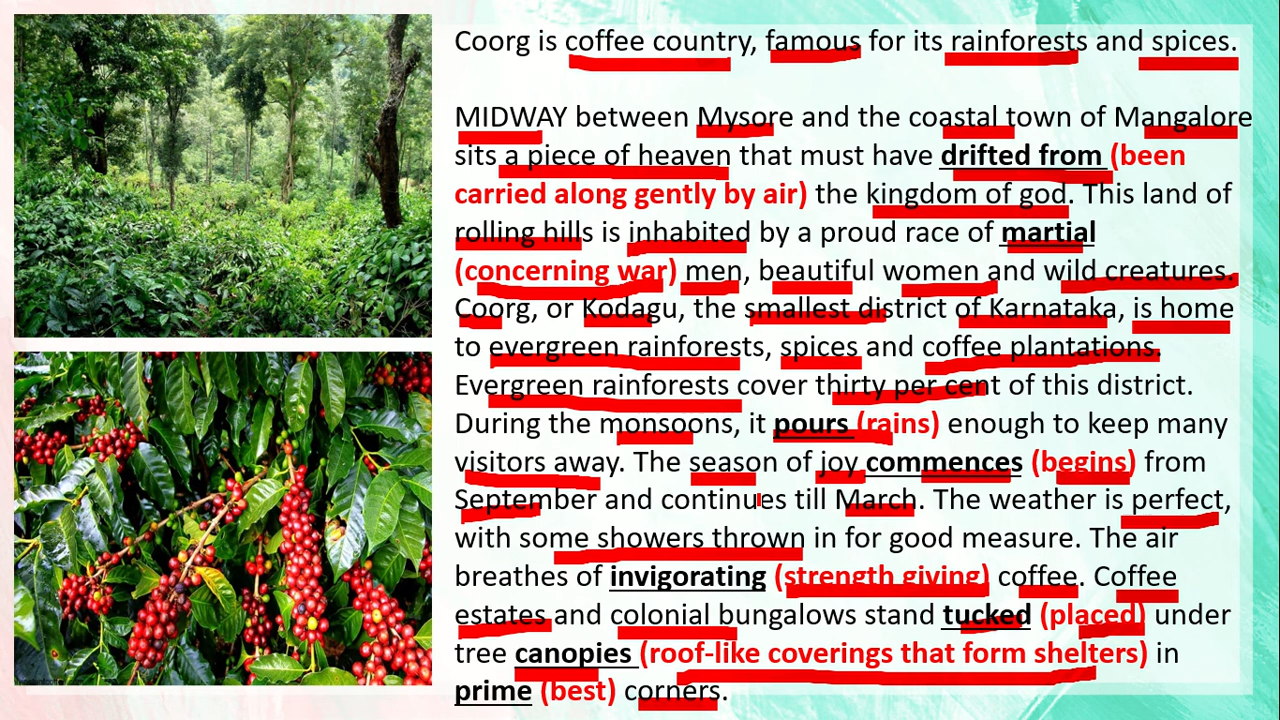 Coorg is coffee country, famous for its rainforests and spices.
MIDWAY between Mysore and the coastal town of Mangalore
sits a piece of heaven that must have drifted from (been
carried along gently by air) the kingdom of god. This land of
rolling hills is inhabited by a proud race of martial
(concerning war) men, beautiful women and wild creatures.
Coorg, or Kodagu, the smallest district of Karnataka, is home
to evergreen rainforests, spices and coffee plantations.
Evergreen rainforests cover thirty per cent of this district.
During the monsoons, it pours (rains) enough to keep many
visitors away. The season of joy commences (begins) from
September and continues till March. The weather is perfect,
with some showers thrown in for good measure. The air
breathes of invigorating (strength giving) coffee. Coffee
estates and colonial bungalows stand tucked (placed) under
tree canopies (roof-like coverings that form shelters) in
prime (best) corners.